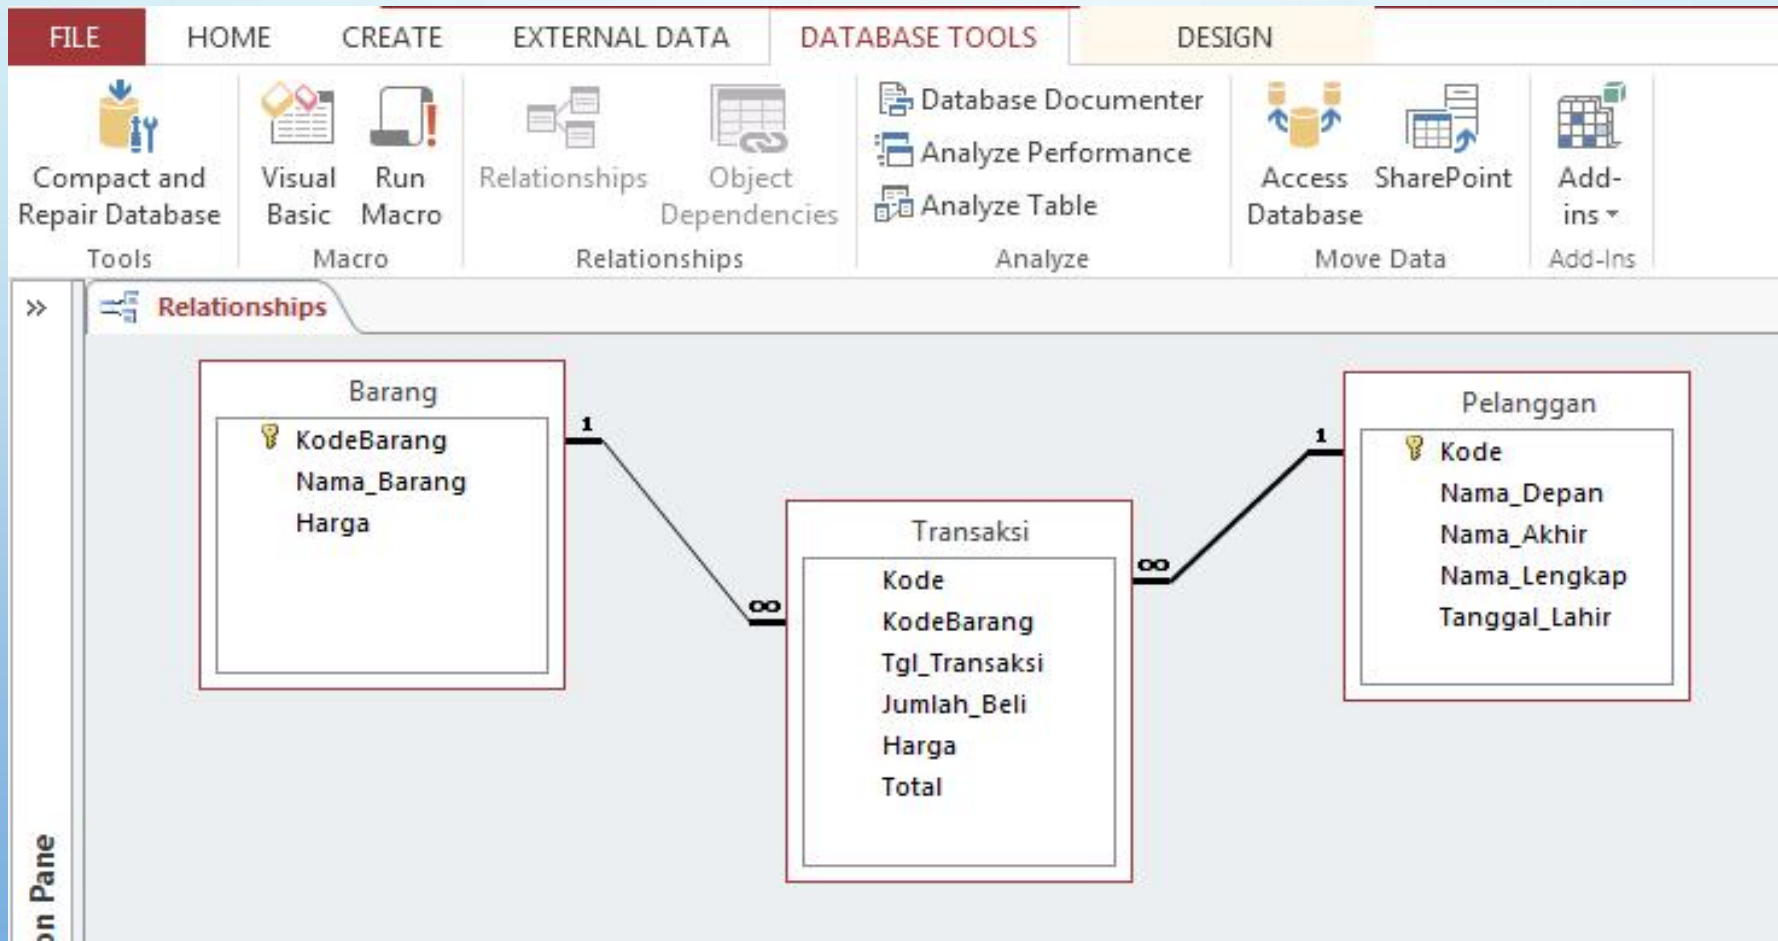 FILE HOME CREATE EXTERNAL DATA DATABASE TOOLS DESIGN
Compact and
Repair Database
Visual
Basic
Run
Macro
Relationships
Object
Dependencies
Database Documenter
Analyze Performance
Analyze Table
Access
Database
SharePoint
Add-
ins
Tools Macro Relationships Analyze Move Data Add-Ins
»
Relationships
Barang
KodeBarang
Nama_Barang
Harga
1
∞
Transaksi
Kode
KodeBarang
Tgl_Transaksi
Jumlah_Beli
Harga
Total
∞
1
Pelanggan
Kode
Nama_Depan
Nama_Akhir
Nama_Lengkap
Tanggal_Lahir
on Pane